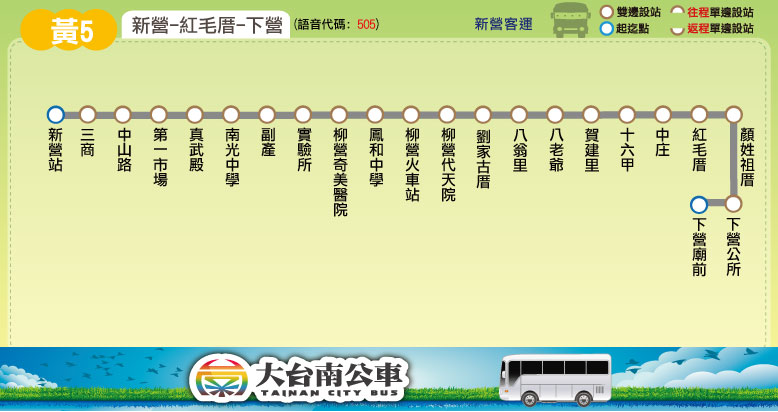 黃5
新營-紅毛厝-下營 (語音代碼: 505)
新營客運
雙邊設站
起迄點
往程單邊設站
返程單邊設站
新營站
三商
中山路
第一市場
真武殿
南光中學
副產
實驗所
柳營奇美醫院
鳳和中學
柳營火車站
柳營代天院
劉家古厝
八翁里
八老爺
賀建里
十六甲
中庄
紅毛厝
顏姓祖厝
下營公所
下營廟前
大台南公車
TAINAN CITY BUS